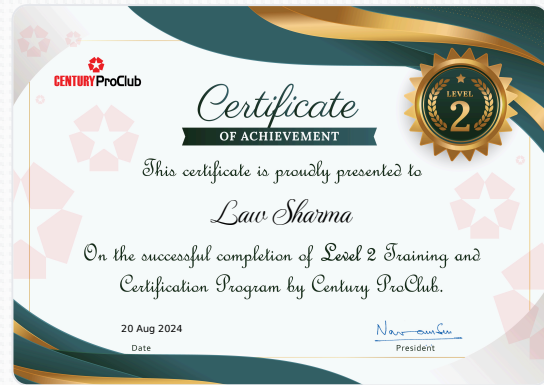 CENTURY ProClub
Certificate
OF ACHIEVEMENT
LEVEL
2
This certificate is proudly presented to
Law Sharma
On the successful completion of Level 2 Training and
Certification Program by Century ProClub.
20 Aug 2024
Date
President